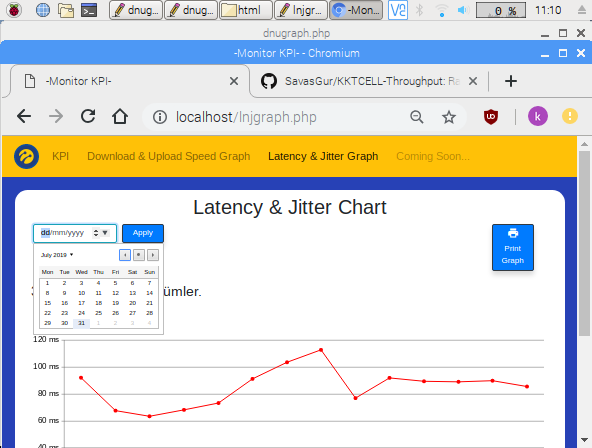 dnug...
dnug...
html
lnjgr...
-Mon...
0 %
11:10
dnugraph.php
-Monitor KPI- - Chromium
-Monitor KPI-
SavasGur/KKTCELL-Throughput: Ra
localhost/lnjgraph.php
k
KPI
Download & Upload Speed Graph
Latency & Jitter Graph
Coming Soon...
Latency & Jitter Chart
dd/mm/yyyy
Apply
Print
Graph
July 2019
Mon Tue Wed Thu Fri Sat Sun
1 2 3 4 5 6 7
8 9 10 11 12 13 14
15 16 17 18 19 20 21
22 23 24 25 26 27 28
29 30 31 1 2 3 4
ümler.
120 ms
100 ms
80 ms
60 ms
40 ms